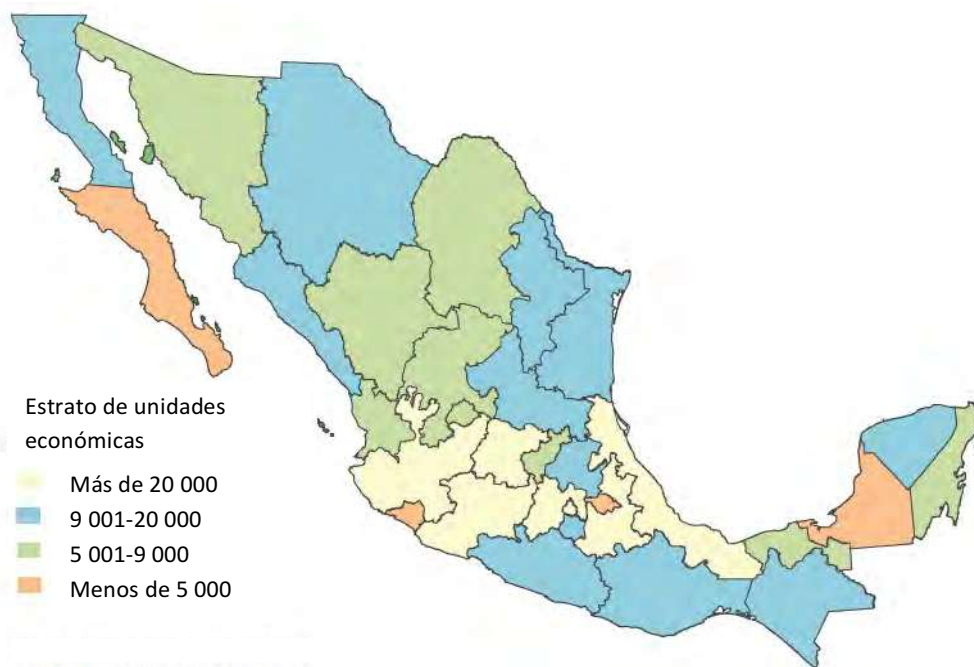 Estrato de unidades
económicas
Más de 20 000
9 001-20 000
5 001-9 000
Menos de 5 000